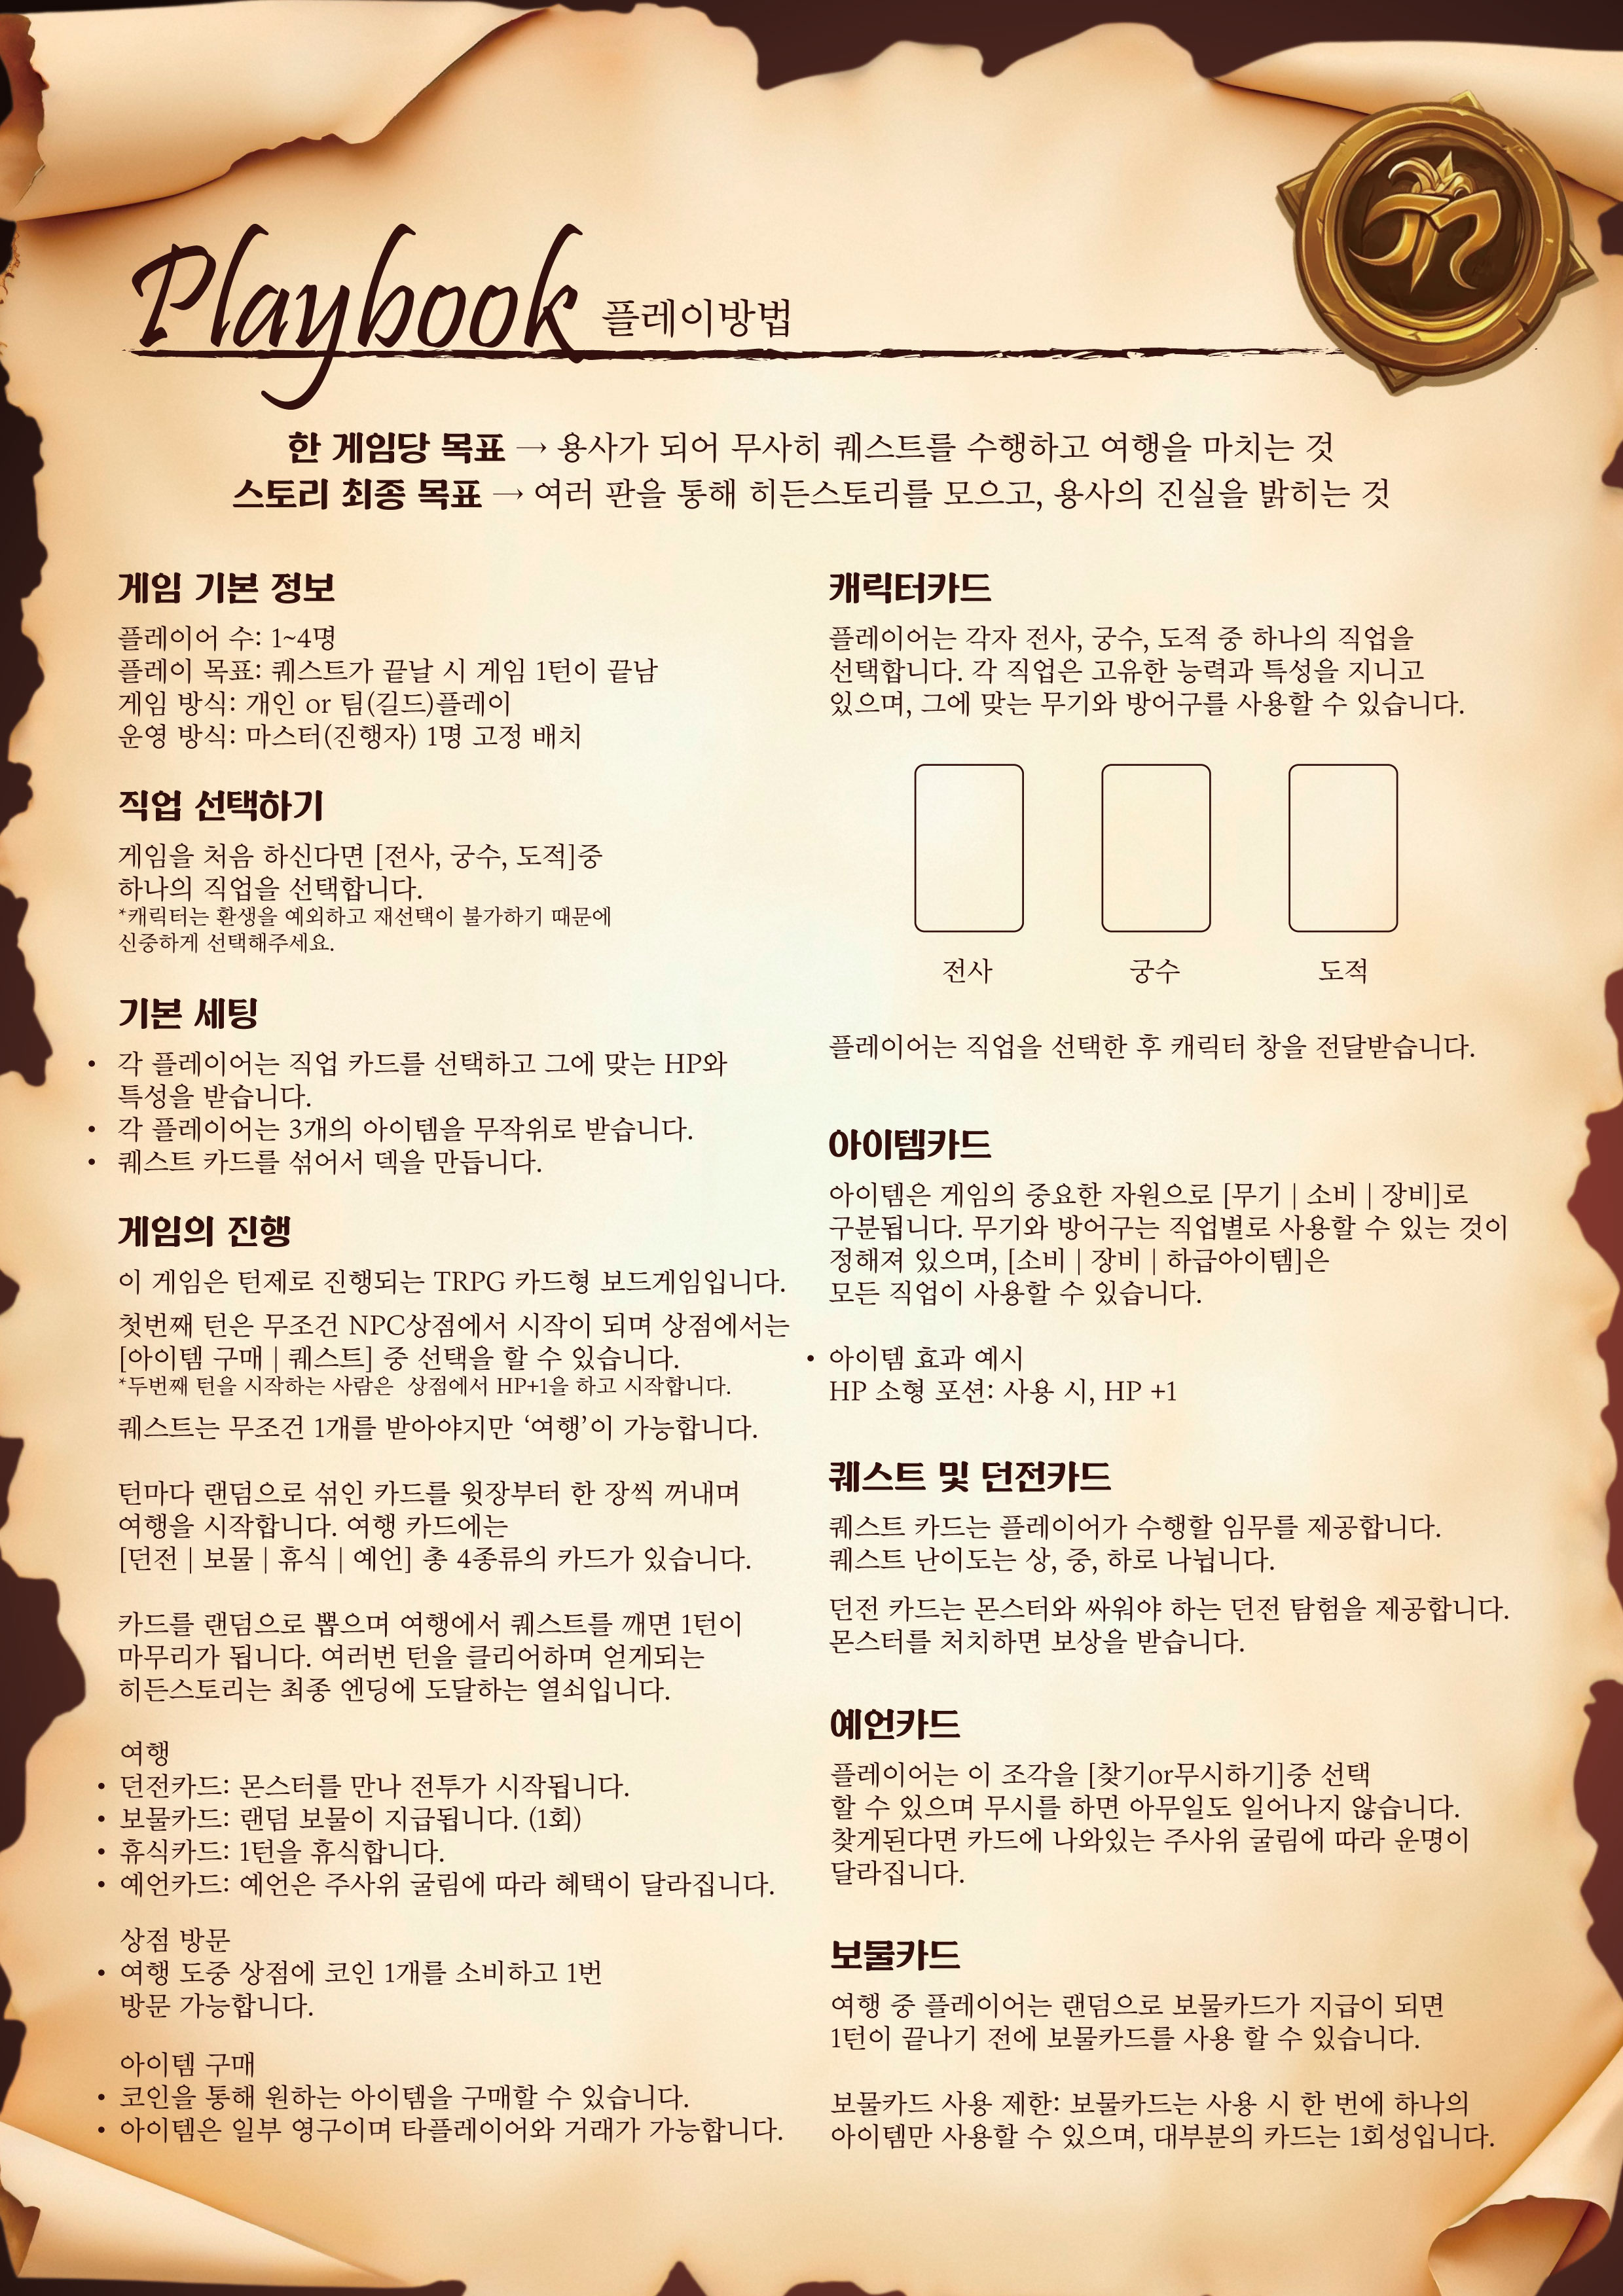 Playbook 플레이방법
한 게임당 목표 → 용사가 되어 무사히 퀘스트를 수행하고 여행을 마치는 것
스토리 최종 목표 → 여러 판을 통해 히든스토리를 모으고, 용사의 진실을 밝히는 것
게임 기본 정보
플레이어 수: 1~4명
플레이 목표: 퀘스트가 끝날 시 게임 1턴이 끝남
게임 방식: 개인 or 팀(길드)플레이
운영 방식: 마스터(진행자) 1명 고정 배치
직업 선택하기
게임을 처음 하신다면 [전사, 궁수, 도적]중
하나의 직업을 선택합니다.
*캐릭터는 환생을 예외하고 재선택이 불가하기 때문에
신중하게 선택해주세요.
기본 세팅
• 각 플레이어는 직업 카드를 선택하고 그에 맞는 HP와
특성을 받습니다.
• 각 플레이어는 3개의 아이템을 무작위로 받습니다.
• 퀘스트 카드를 섞어서 덱을 만듭니다.
게임의 진행
이 게임은 턴제로 진행되는 TRPG 카드형 보드게임입니다.
첫번째 턴은 무조건 NPC상점에서 시작이 되며 상점에서는
[아이템 구매 | 퀘스트] 중 선택을 할 수 있습니다.
*두번째 턴을 시작하는 사람은 상점에서 HP+1을 하고 시작합니다.
퀘스트는 무조건 1개를 받아야지만 ‘여행’이 가능합니다.
턴마다 랜덤으로 섞인 카드를 윗장부터 한 장씩 꺼내며
여행을 시작합니다. 여행 카드에는
[던전 | 보물 | 휴식 | 예언] 총 4종류의 카드가 있습니다.
카드를 랜덤으로 뽑으며 여행에서 퀘스트를 깨면 1턴이
마무리가 됩니다. 여러번 턴을 클리어하며 얻게되는
히든스토리는 최종 엔딩에 도달하는 열쇠입니다.
여행
• 던전카드: 몬스터를 만나 전투가 시작됩니다.
• 보물카드: 랜덤 보물이 지급됩니다. (1회)
• 휴식카드: 1턴을 휴식합니다.
• 예언카드: 예언은 주사위 굴림에 따라 혜택이 달라집니다.
상점 방문
• 여행 도중 상점에 코인 1개를 소비하고 1번
방문 가능합니다.
아이템 구매
• 코인을 통해 원하는 아이템을 구매할 수 있습니다.
• 아이템은 일부 영구이며 타플레이어와 거래가 가능합니다.
캐릭터카드
플레이어는 각자 전사, 궁수, 도적 중 하나의 직업을
선택합니다. 각 직업은 고유한 능력과 특성을 지니고
있으며, 그에 맞는 무기와 방어구를 사용할 수 있습니다.
전사 궁수 도적
플레이어는 직업을 선택한 후 캐릭터 창을 전달받습니다.
아이템카드
아이템은 게임의 중요한 자원으로 [무기 | 소비 | 장비]로
구분됩니다. 무기와 방어구는 직업별로 사용할 수 있는 것이
정해져 있으며, [소비 | 장비 | 하급아이템]은
모든 직업이 사용할 수 있습니다.
• 아이템 효과 예시
HP 소형 포션: 사용 시, HP +1
퀘스트 및 던전카드
퀘스트 카드는 플레이어가 수행할 임무를 제공합니다.
퀘스트 난이도는 상, 중, 하로 나뉩니다.
던전 카드는 몬스터와 싸워야 하는 던전 탐험을 제공합니다.
몬스터를 처치하면 보상을 받습니다.
예언카드
플레이어는 이 조각을 [찾기or무시하기]중 선택
할 수 있으며 무시를 하면 아무일도 일어나지 않습니다.
찾게된다면 카드에 나와있는 주사위 굴림에 따라 운명이
달라집니다.
보물카드
여행 중 플레이어는 랜덤으로 보물카드가 지급이 되면
1턴이 끝나기 전에 보물카드를 사용 할 수 있습니다.
보물카드 사용 제한: 보물카드는 사용 시 한 번에 하나의
아이템만 사용할 수 있으며, 대부분의 카드는 1회성입니다.